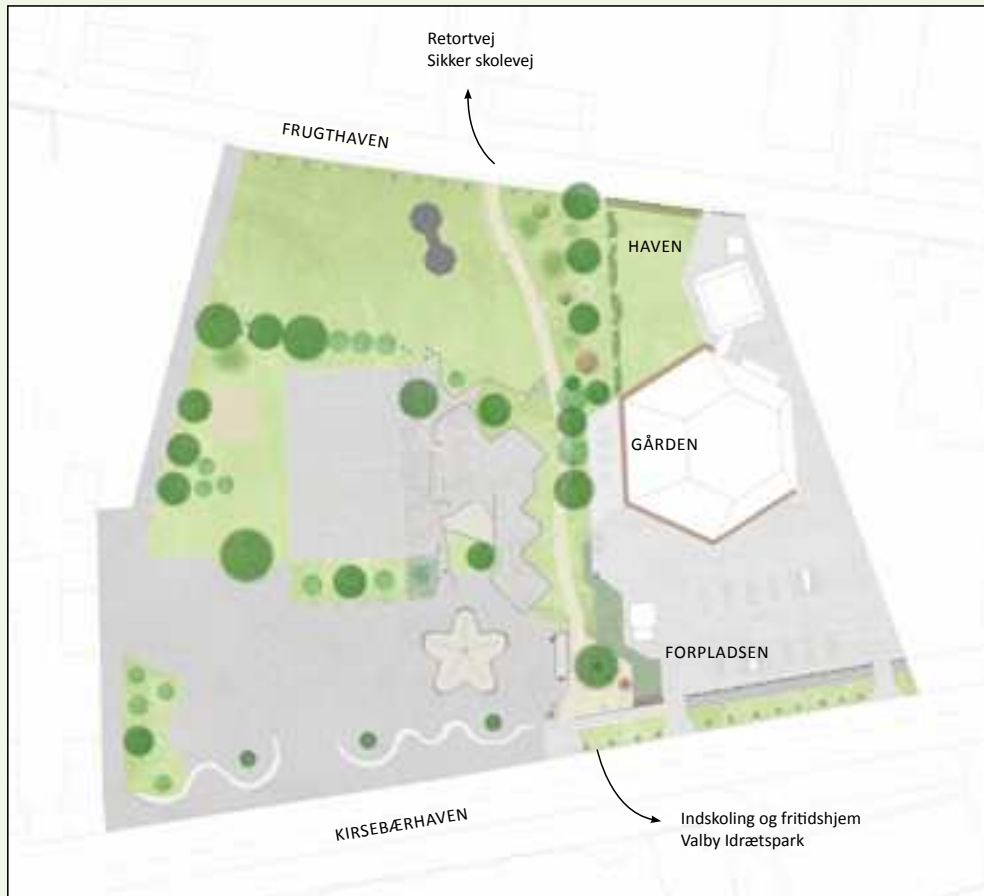 Retortvej
Sikker skolevej
FRUGTHAVEN
HAVEN
GÅRDEN
FORPLADSEN
KIRSEBÆRHAVEN
Indskoling og fritidshjem
Valby Idrætspark